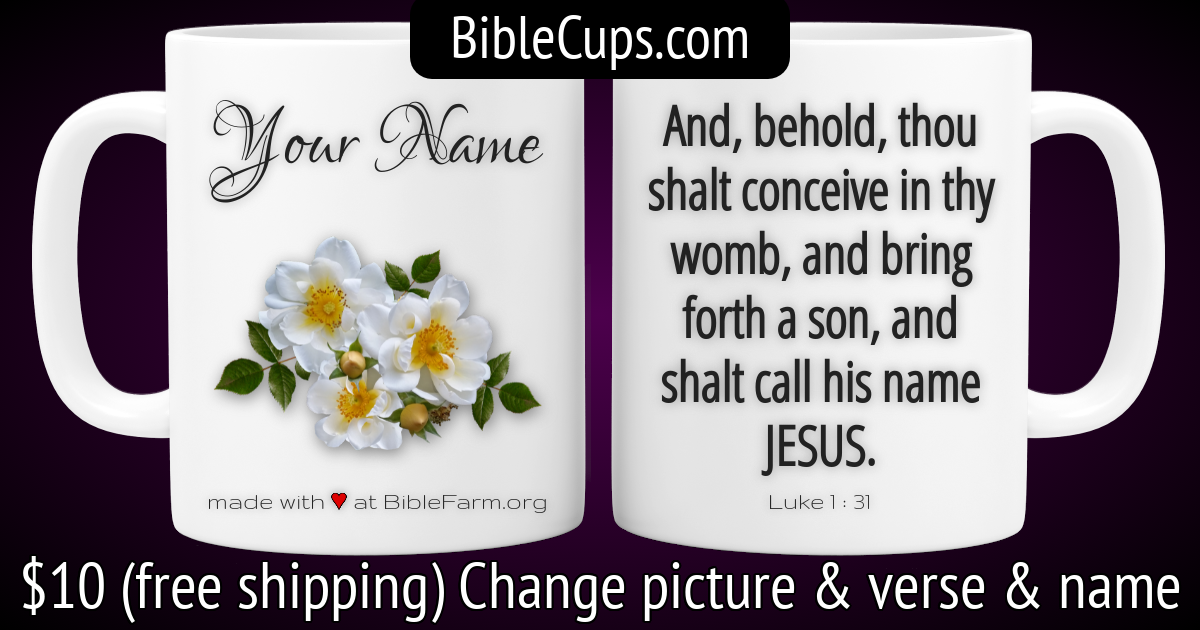 BibleCups.com
Your Name
made with ♥ at BibleFarm.org
And, behold, thou
shalt conceive in thy
womb, and bring
forth a son, and
shalt call his name
JESUS.
Luke 1 : 31
$10 (free shipping) Change picture & verse & name